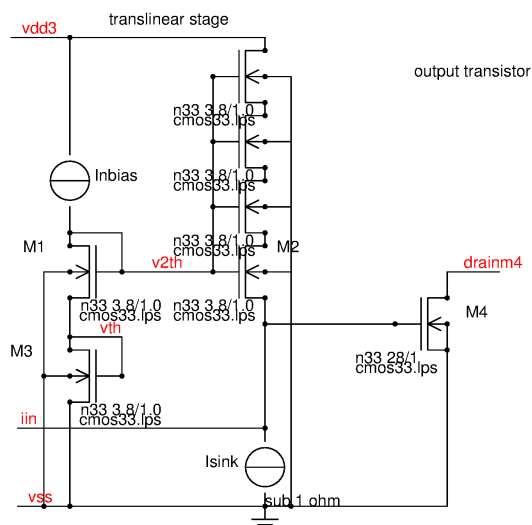 translinear stage
vdd3
output transistor
n33 3.8/1.0
cmos33.lps
n33 3.8/1.0
cmos33.lps
Inbias
n33 3.8/1.0
cmos33.lps
M1
M2
v2th
drainm4
n33 3.8/1.0
cmos33.lps
n33 3.8/1.0
cmos33.lps
M4
vth
M3
n33 28/1
cmos33.lps
n33 3.8/1.0
cmos33.lps
iin
Isink
vss
sub 1 ohm